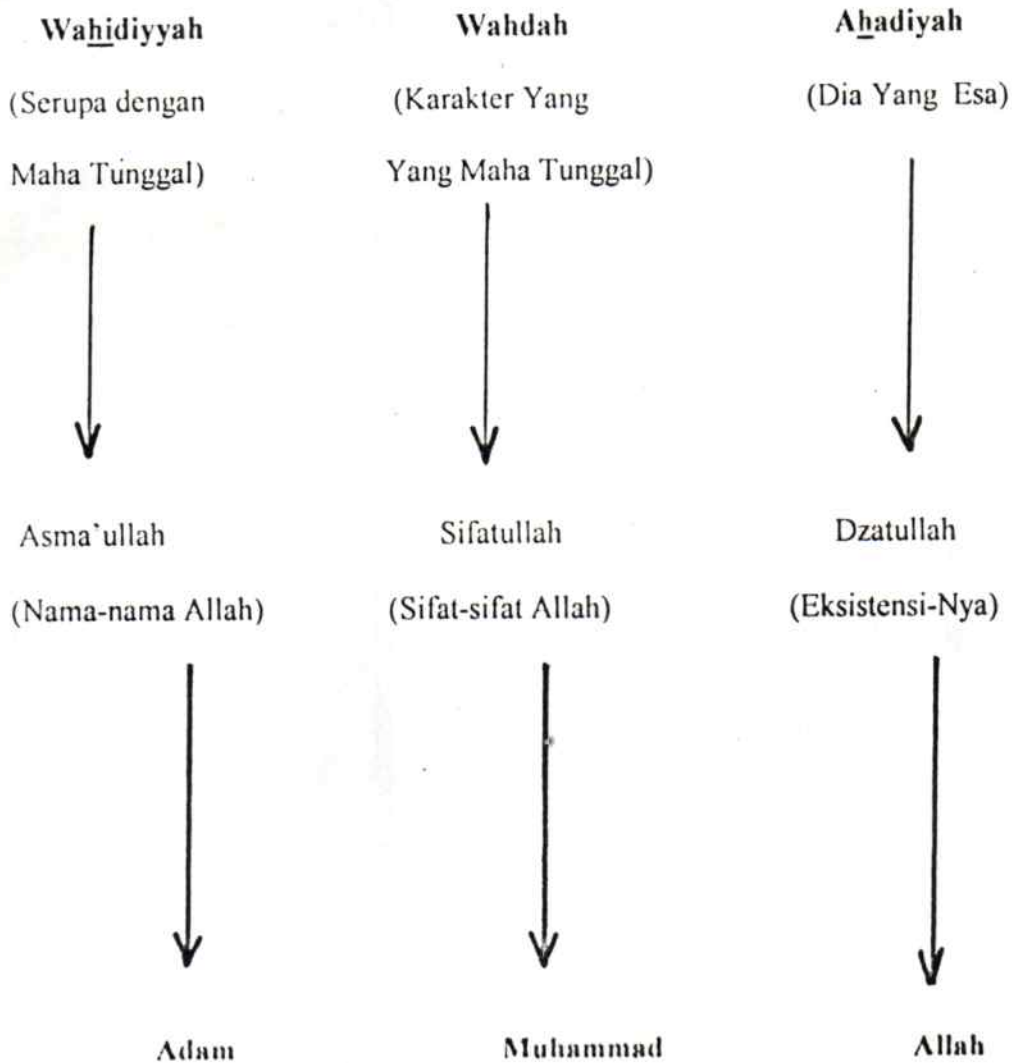 Wahidiyyah
(Serupa dengan
Maha Tunggal)
Wahdah
(Karakter Yang
Yang Maha Tunggal)
Ahadiyah
(Dia Yang Esa)
Asma'ullah
(Nama-nama Allah)
Sifatullah
(Sifat-sifat Allah)
Dzatullah
(Eksistensi-Nya)
Adam
Muhammad
Allah